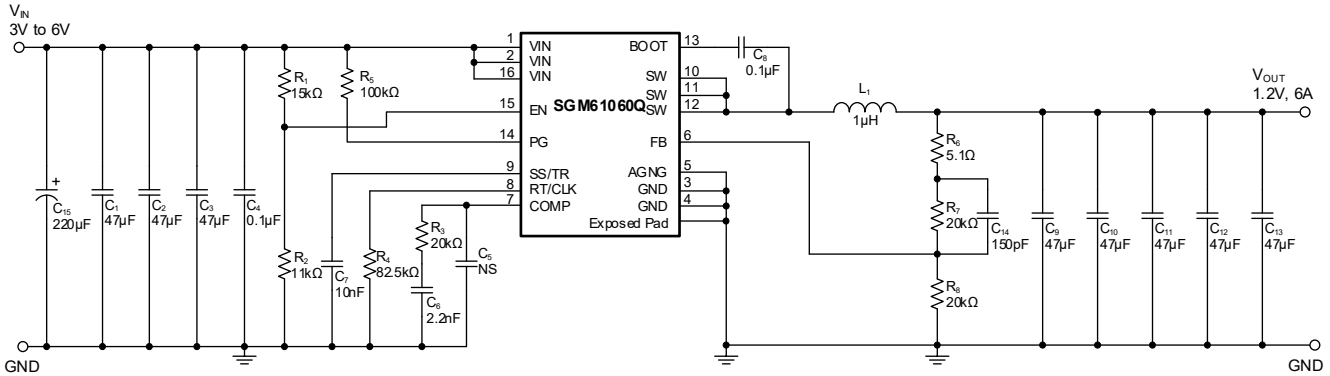 VIN
3V to 6V
GND
C15
220μF
C1
47μF
C2
47μF
C3
47μF
C4
0.1μF
R1
15kΩ
R5
100kΩ
R2
11kΩ
C7
10nF
R4
82.5kΩ
R3
20kΩ
C6
2.2nF
C5
NS
1 VIN
2 VIN
16 VIN
15 EN
14 PG
9 SS/TR
8 RT/CLK
7 COMP
SGM61060Q
BOOT 13
SW 10
SW 11
SW 12
FB 6
AGNG 5
GND 3
GND 4
Exposed Pad
C8
0.1μF
L1
1μH
R6
5.1Ω
R7
20kΩ
C14
150pF
R8
20kΩ
C9
47μF
C10
47μF
C11
47μF
C12
47μF
C13
47μF
VOUT
1.2V, 6A
GND